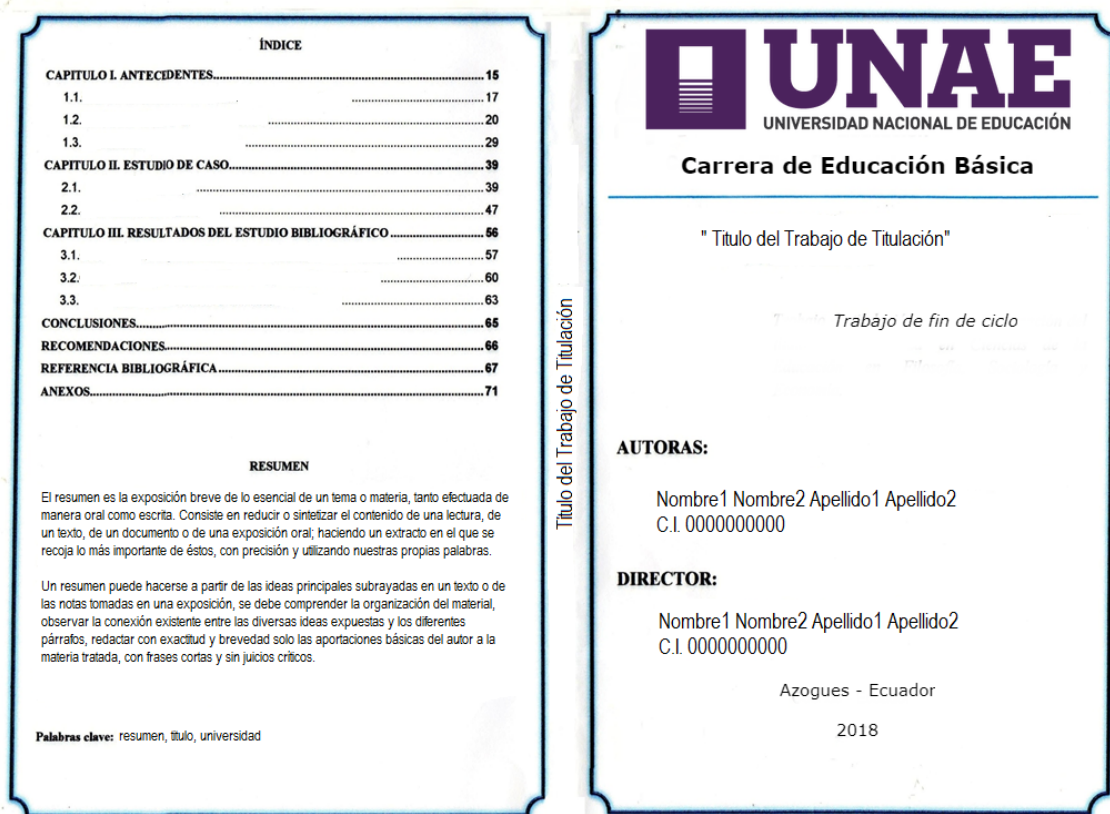 ÍNDICE
CAPITULO I. ANTECEDENTES..........15
1.1. ..........17
1.2. ..........20
1.3. ..........29
CAPITULO II. ESTUDIO DE CASO..........39
2.1. ..........39
2.2. ..........47
CAPITULO III. RESULTADOS DEL ESTUDIO BIBLIOGRÁFICO..........56
3.1. ..........57
3.2. ..........60
3.3. ..........63
CONCLUSIONES..........65
RECOMENDACIONES..........66
REFERENCIA BIBLIOGRÁFICA..........67
ANEXOS..........71
RESUMEN
El resumen es la exposición breve de lo esencial de un tema o materia, tanto efectuada de
manera oral como escrita. Consiste en reducir o sintetizar el contenido de una lectura, de
un texto, de un documento o de una exposición oral; haciendo un extracto en el que se
recoja lo más importante de éstos, con precisión y utilizando nuestras propias palabras.
Un resumen puede hacerse a partir de las ideas principales subrayadas en un texto o de
las notas tomadas en una exposición, se debe comprender la organización del material,
observar la conexión existente entre las diversas ideas expuestas y los diferentes
párrafos, redactar con exactitud y brevedad solo las aportaciones básicas del autor a la
materia tratada, con frases cortas y sin juicios críticos.
Palabras clave: resumen, titulo, universidad
Titulo del Trabajo de Titulación
UNAE
UNIVERSIDAD NACIONAL DE EDUCACIÓN
Carrera de Educación Básica
" Titulo del Trabajo de Titulación"
Trabajo de fin de ciclo
AUTORAS:
Nombre1 Nombre2 Apellido1 Apellido2
C.I. 0000000000
DIRECTOR:
Nombre1 Nombre2 Apellido1 Apellido2
C.I. 0000000000
Azogues - Ecuador
2018